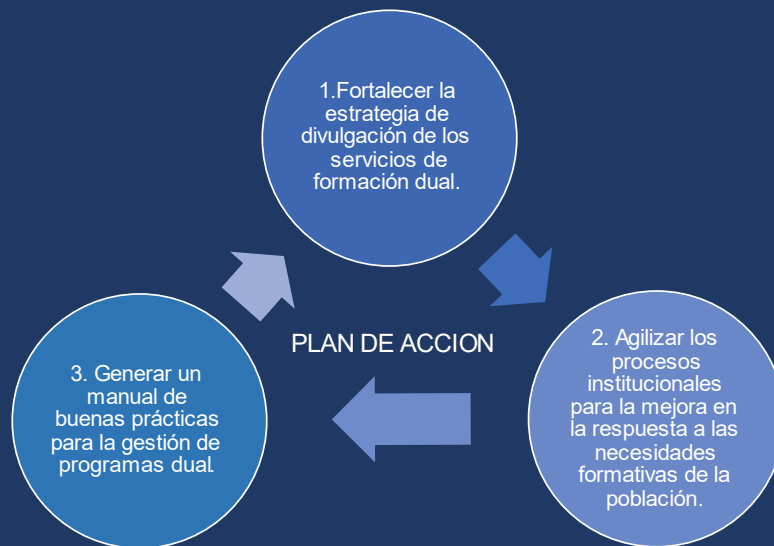 1.Fortalecer la
estrategia de
divulgación de los
servicios de
formación dual.
PLAN DE ACCION
2. Agilizar los
procesos
institucionales
para la mejora en
la respuesta a las
necesidades
formativas de la
población.
3. Generar un
manual de
buenas prácticas
para la gestión de
programas dual.